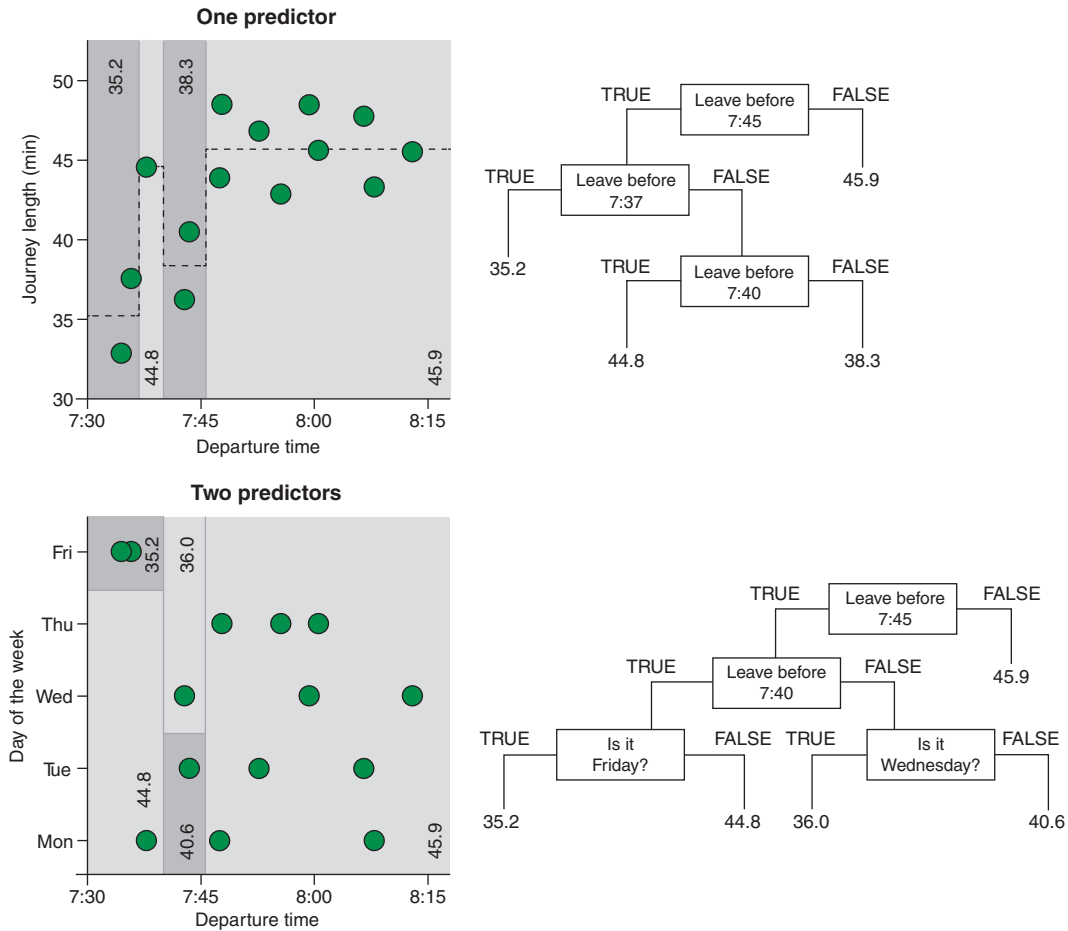 One predictor
35.2
38.3
50
45
40
35
30
Journey length (min)
44.8
45.9
7:30
7:45
8:00
8:15
Departure time
TRUE
Leave before
7:45
FALSE
45.9
TRUE
Leave before
7:37
FALSE
35.2
TRUE
Leave before
7:40
FALSE
44.8
38.3
Two predictors
Fri
Thu
Wed
Tue
Mon
Day of the week
35.2
36.0
44.8
40.6
45.9
7:30
7:45
8:00
8:15
Departure time
TRUE
Leave before
7:45
FALSE
45.9
TRUE
Leave before
7:40
FALSE
TRUE
Is it
Friday?
FALSE
TRUE
Is it
Wednesday?
FALSE
35.2
44.8
36.0
40.6